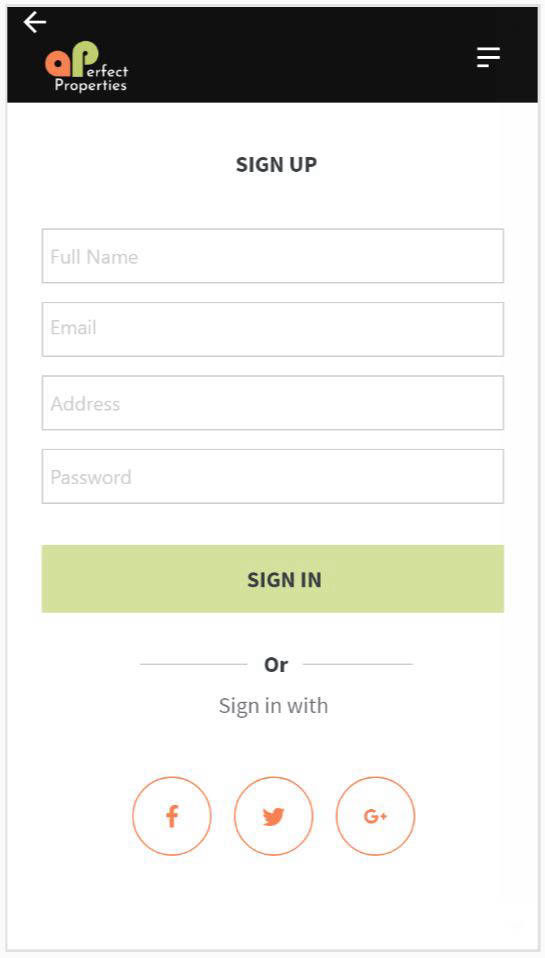 aPerfect
Properties
SIGN UP
Full Name
Email
Address
Password
SIGN IN
Or
Sign in with
f
G+